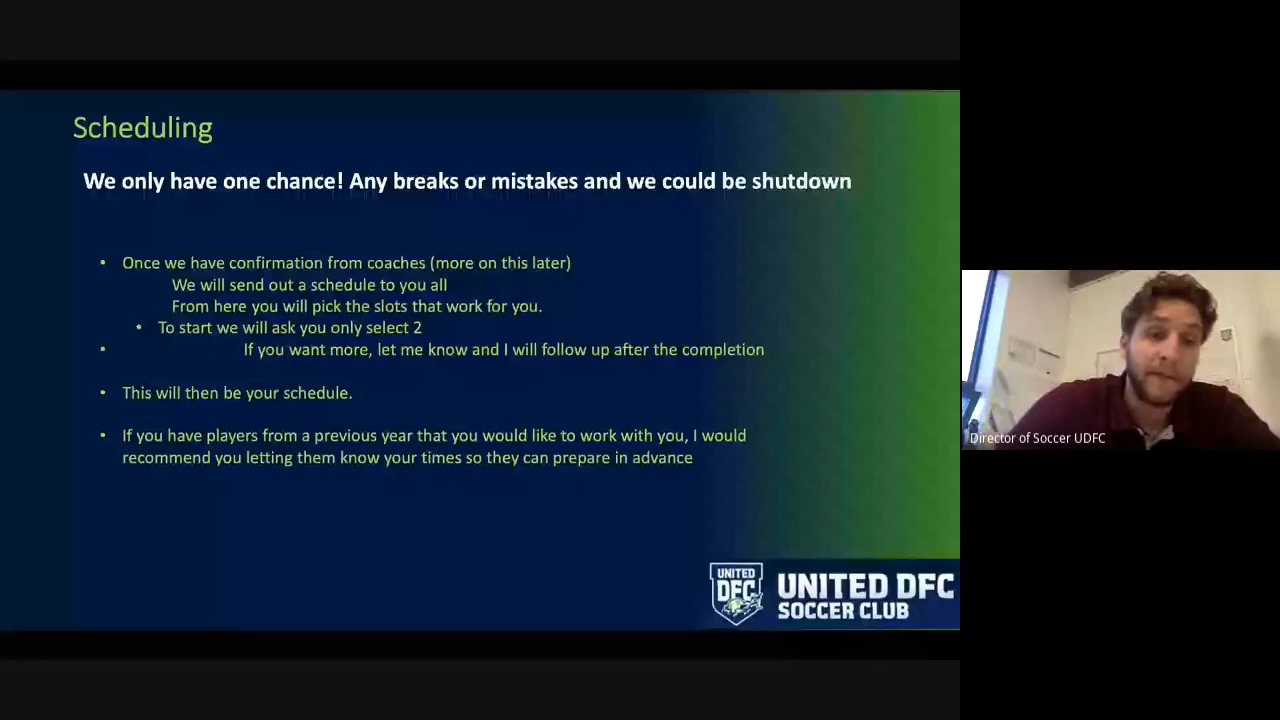 Scheduling
We only have one chance! Any breaks or mistakes and we could be shutdown
• Once we have confirmation from coaches (more on this later)
We will send out a schedule to you all
From here you will pick the slots that work for you.
• To start we will ask you only select 2
• If you want more, let me know and I will follow up after the completion
• This will then be your schedule.
• If you have players from a previous year that you would like to work with you, I would
recommend you letting them know your times so they can prepare in advance
Director of Soccer UDFC
UNITED
DFC
UNITED DFC
SOCCER CLUB